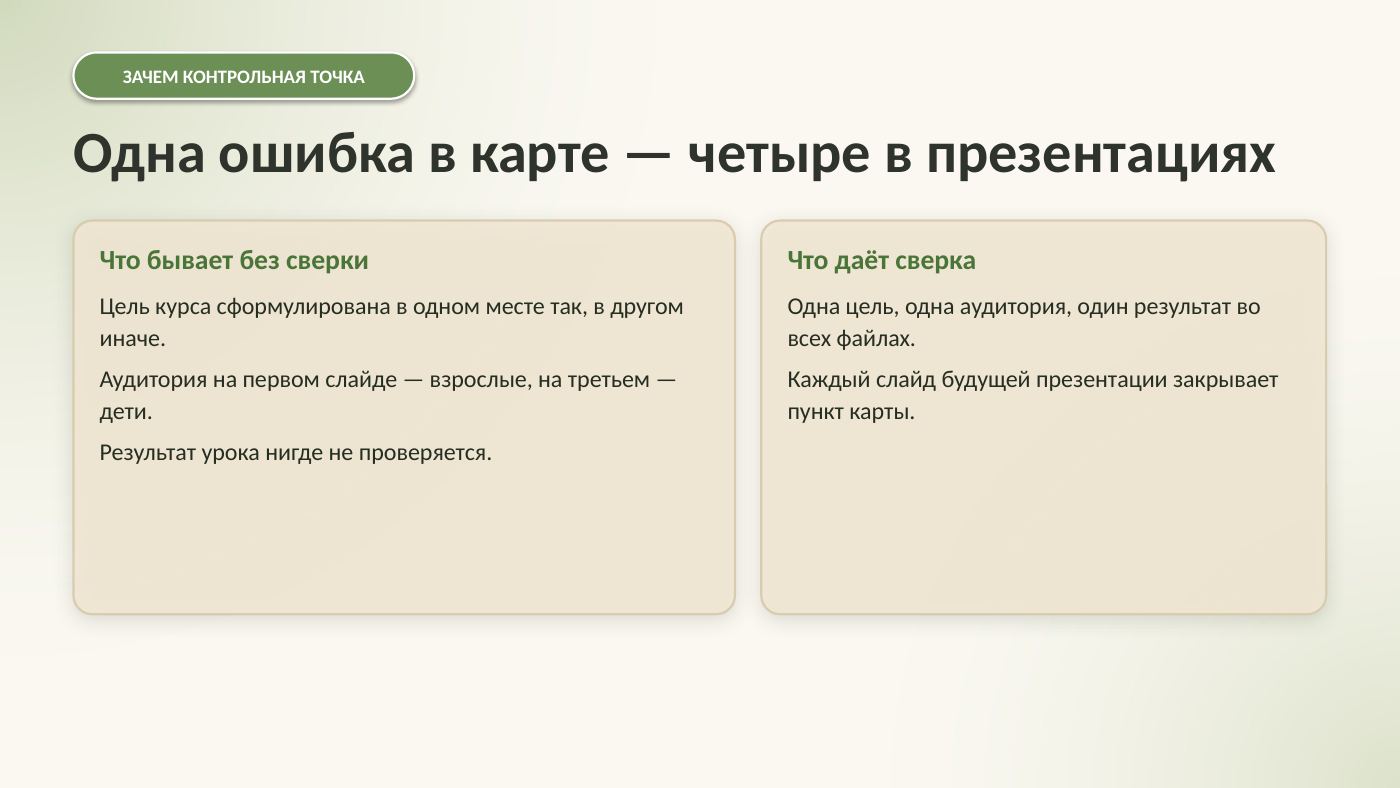 ЗАЧЕМ КОНТРОЛЬНАЯ ТОЧКА
Одна ошибка в карте — четыре в презентациях
Что бывает без сверки
Цель курса сформулирована в одном месте так, в другом
иначе.
Аудитория на первом слайде — взрослые, на третьем —
дети.
Результат урока нигде не проверяется.
Что даёт сверка
Одна цель, одна аудитория, один результат во
всех файлах.
Каждый слайд будущей презентации закрывает
пункт карты.